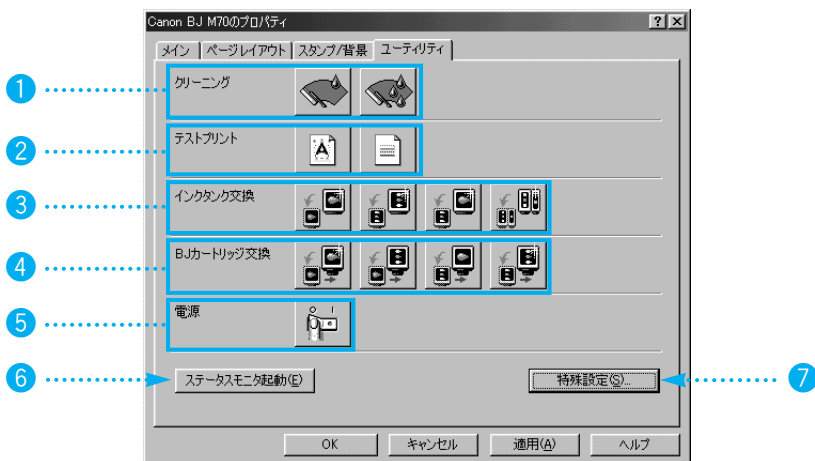 Canon BJ M70のプロパティ
メイン ページレイアウト スタンプ/背景 ユーティリティ
1 クリーニング
2 テストプリント
A
3 インクタンク交換
4 BJカートリッジ交換
5 電源
6 ステータスモニタ起動(E) 特殊設定(S)... 7
OK キャンセル 適用(A) ヘルプ